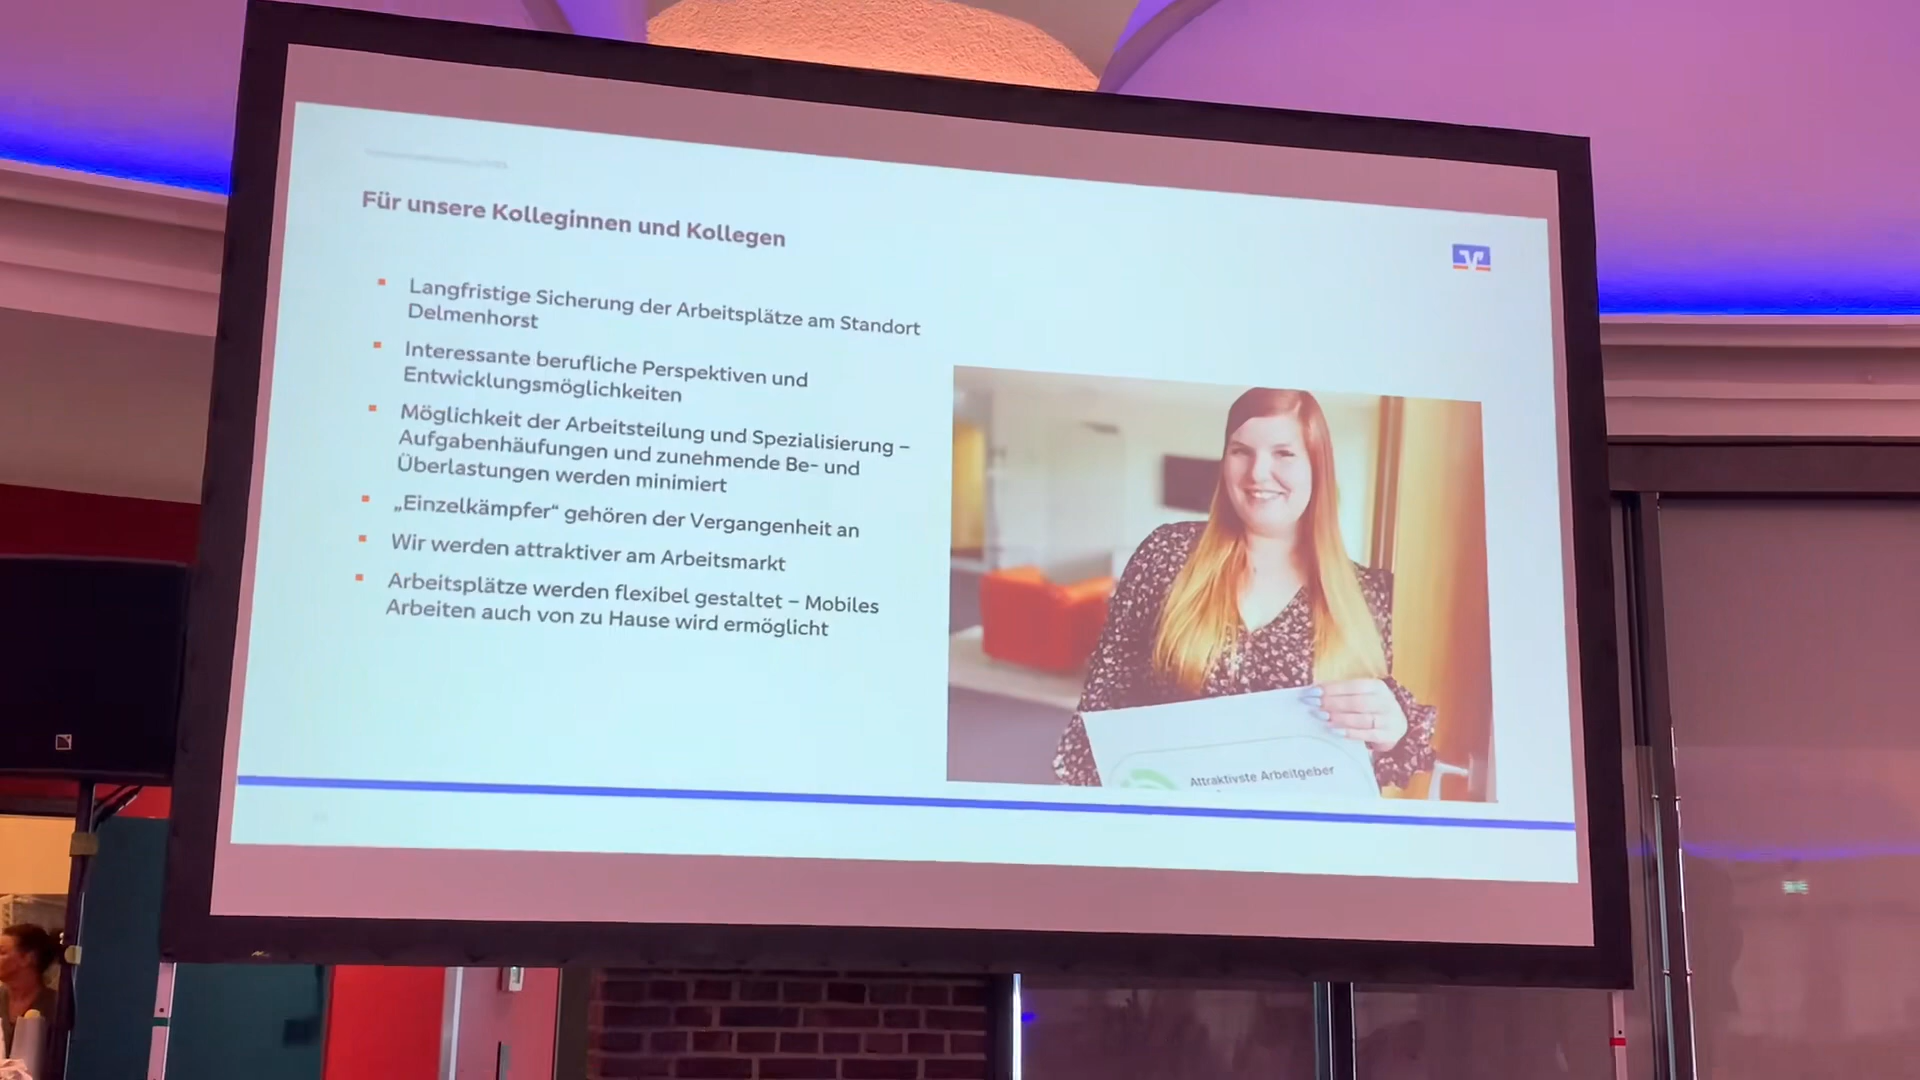 Für unsere Kolleginnen und Kollegen
Langfristige Sicherung der Arbeitsplätze am Standort
Delmenhorst
Interessante berufliche Perspektiven und
Entwicklungsmöglichkeiten
Möglichkeit der Arbeitsteilung und Spezialisierung –
Aufgabenhäufungen und zunehmende Be- und
Überlastungen werden minimiert
„Einzelkämpfer“ gehören der Vergangenheit an
Wir werden attraktiver am Arbeitsmarkt
Arbeitsplätze werden flexibel gestaltet – Mobiles
Arbeiten auch von zu Hause wird ermöglicht
Attraktivste Arbeitgeber